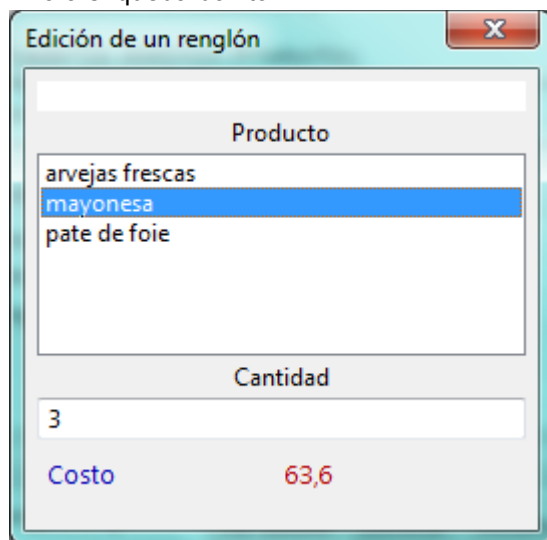 Edición de un renglón
Producto
arvejas frescas
mayonesa
pate de foie
Cantidad
3
Costo 63,6